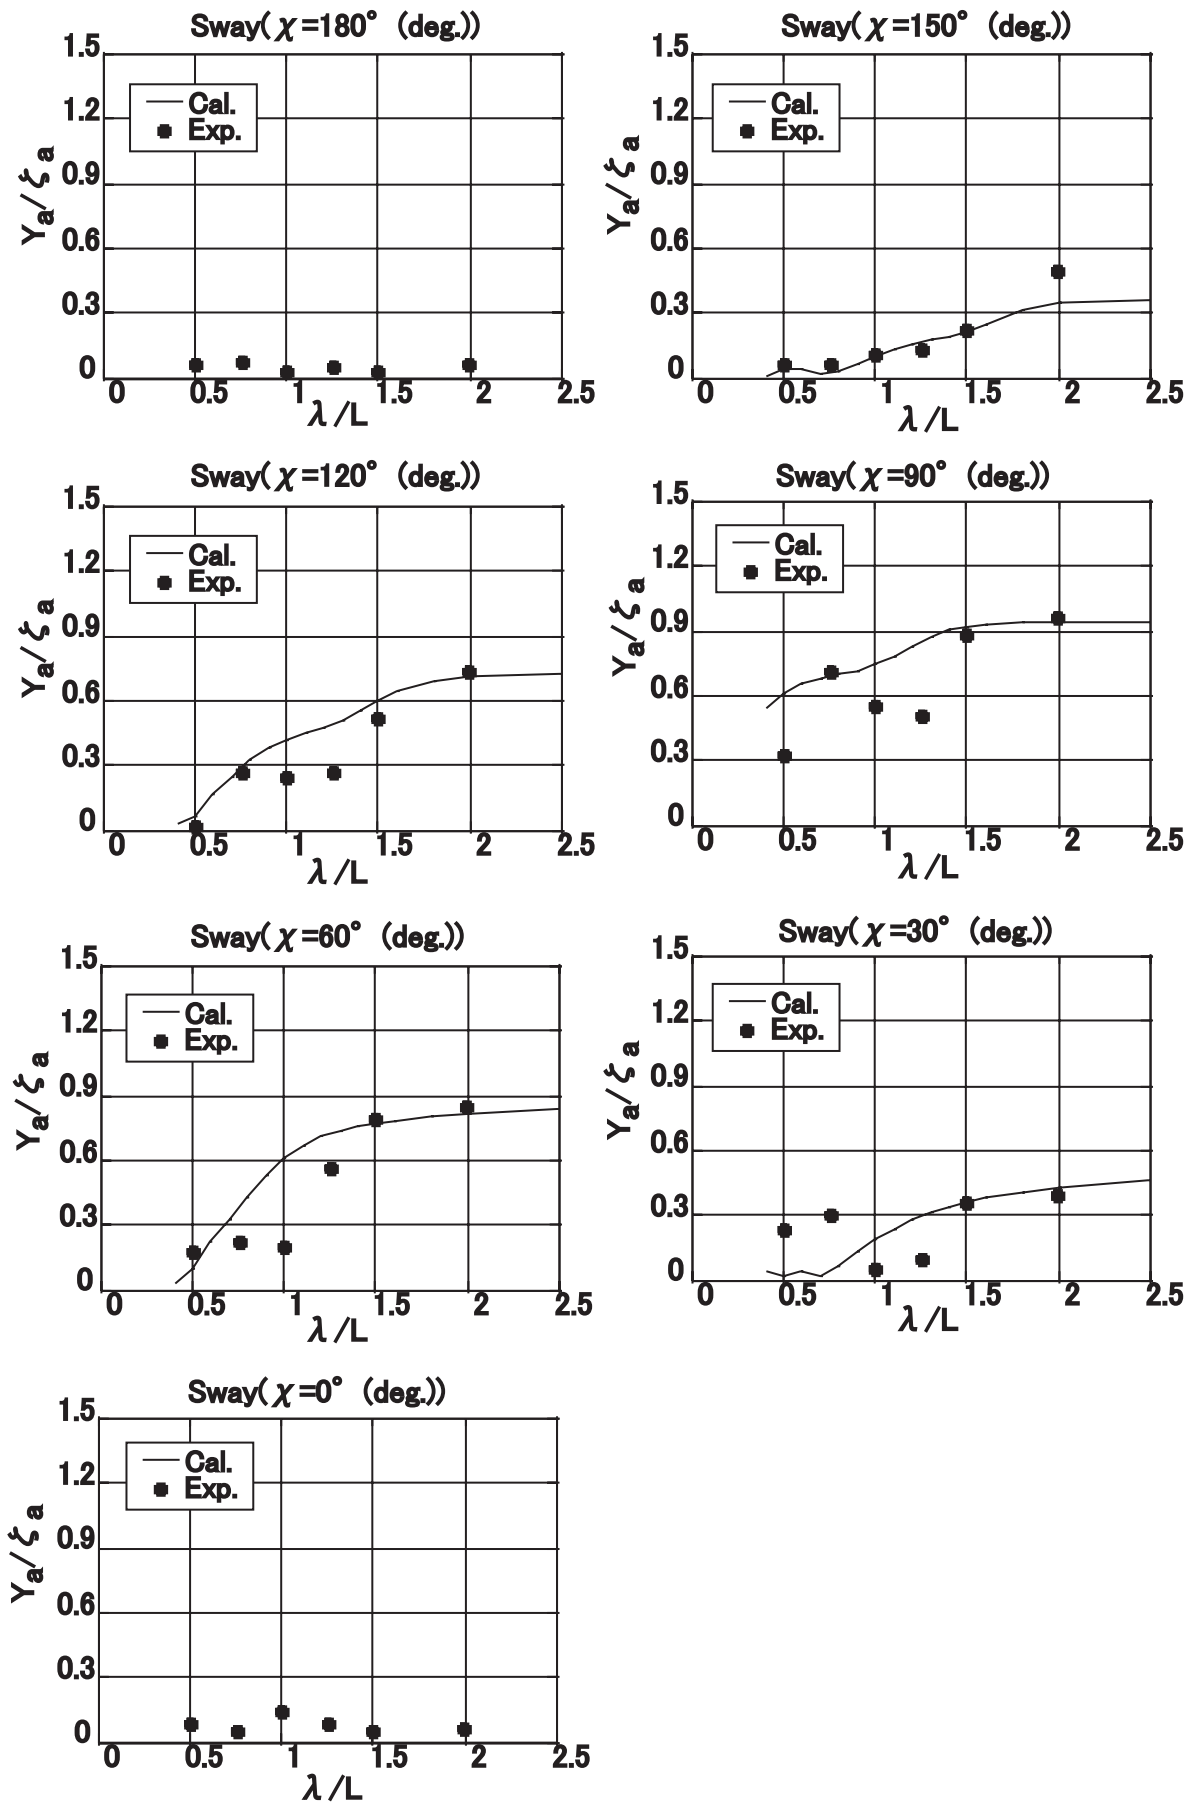 Sway(χ=180° (deg.))
1.5
1.2
0.9
0.6
0.3
0
Ya/ζa
Cal.
Exp.
0 0.5 1 1.5 2 2.5
λ/L
Sway(χ=150° (deg.))
1.5
1.2
0.9
0.6
0.3
0
Ya/ζa
Cal.
Exp.
0 0.5 1 1.5 2 2.5
λ/L
Sway(χ=120° (deg.))
1.5
1.2
0.9
0.6
0.3
0
Ya/ζa
Cal.
Exp.
0 0.5 1 1.5 2 2.5
λ/L
Sway(χ=90° (deg.))
1.5
1.2
0.9
0.6
0.3
0
Ya/ζa
Cal.
Exp.
0 0.5 1 1.5 2 2.5
λ/L
Sway(χ=60° (deg.))
1.5
1.2
0.9
0.6
0.3
0
Ya/ζa
Cal.
Exp.
0 0.5 1 1.5 2 2.5
λ/L
Sway(χ=30° (deg.))
1.5
1.2
0.9
0.6
0.3
0
Ya/ζa
Cal.
Exp.
0 0.5 1 1.5 2 2.5
λ/L
Sway(χ=0° (deg.))
1.5
1.2
0.9
0.6
0.3
0
Ya/ζa
Cal.
Exp.
0 0.5 1 1.5 2 2.5
λ/L